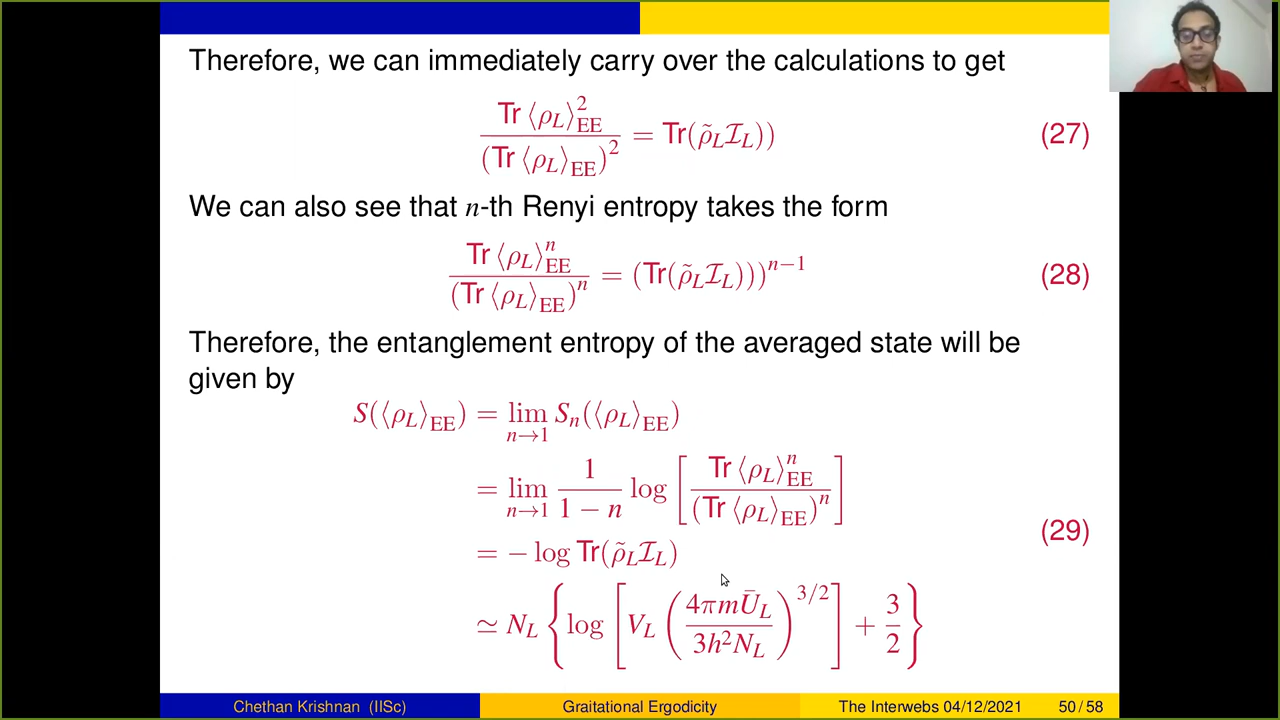 Therefore, we can immediately carry over the calculations to get
Tr ⟨ρ_L⟩²_EE / (Tr ⟨ρ_L⟩_EE)² = Tr(ρ̃_L ℐ_L)) (27)
We can also see that n-th Renyi entropy takes the form
Tr ⟨ρ_L⟩ⁿ_EE / (Tr ⟨ρ_L⟩_EE)ⁿ = (Tr(ρ̃_L ℐ_L)))ⁿ⁻¹ (28)
Therefore, the entanglement entropy of the averaged state will be
given by
S(⟨ρ_L⟩_EE) = lim_{n→1} S_n(⟨ρ_L⟩_EE)
= lim_{n→1} 1/(1 − n) log [Tr ⟨ρ_L⟩ⁿ_EE / (Tr ⟨ρ_L⟩_EE)ⁿ]
(29)
= − log Tr(ρ̃_L ℐ_L)
≃ N_L { log [ V_L ( 4πmŪ_L / 3h²N_L )^{3/2} ] + 3/2 }
Chethan Krishnan (IISc) Graitational Ergodicity The Interwebs 04/12/2021 50 / 58